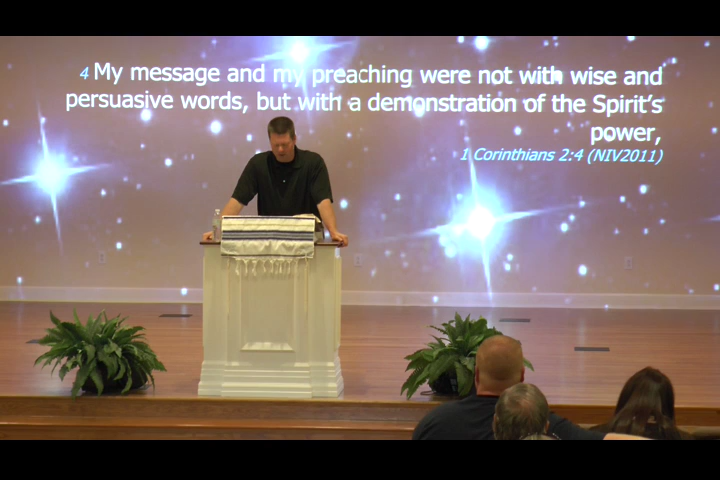 4 My message and my preaching were not with wise and
persuasive words, but with a demonstration of the Spirit's
power,
1 Corinthians 2:4 (NIV2011)